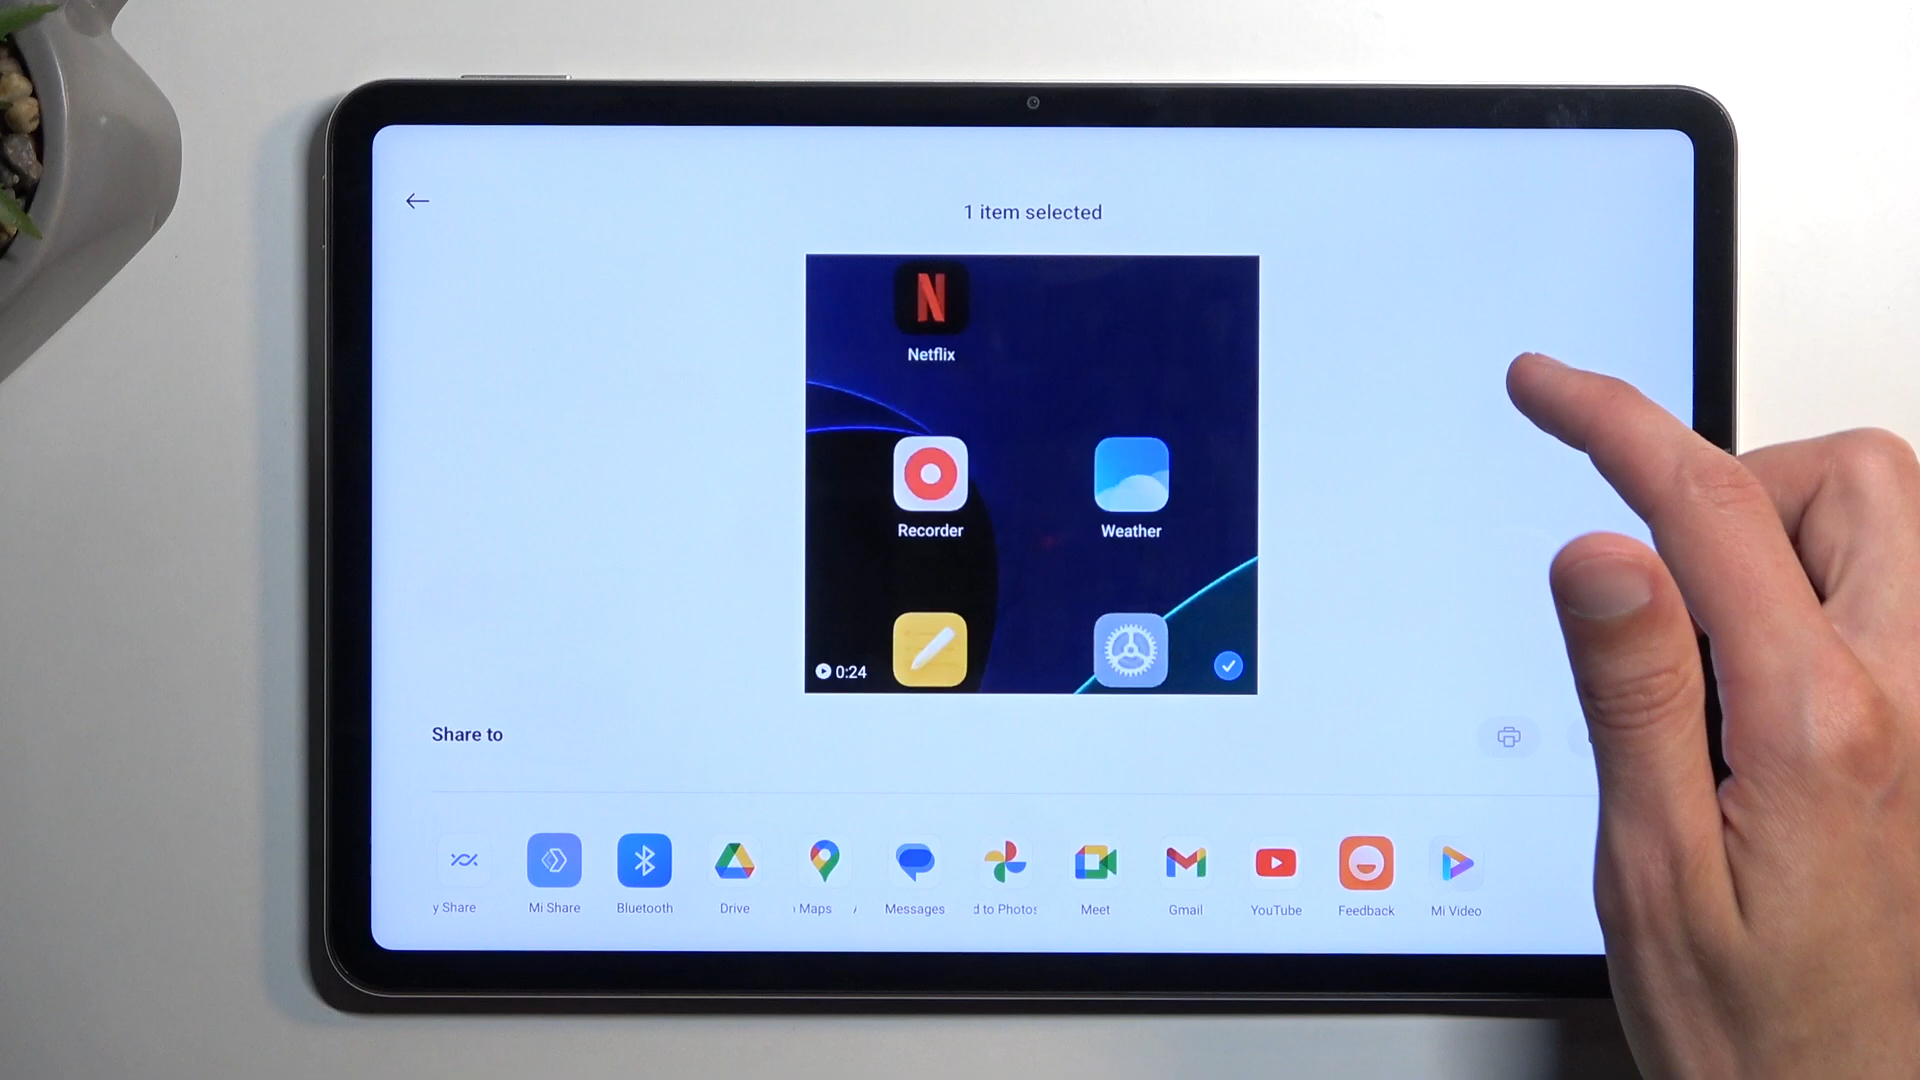 1 item selected
N
Netflix
Recorder
Weather
0:24
Share to
y Share
Mi Share
Bluetooth
Drive
Maps
Messages
d to Photos
Meet
Gmail
YouTube
Feedback
Mi Video